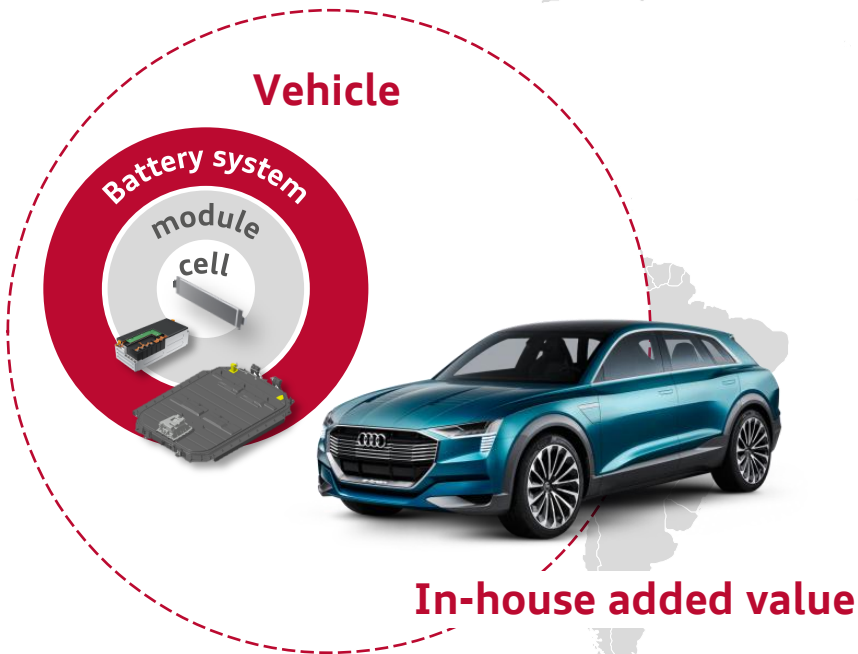 Vehicle
Battery system
module
cell
In-house added value